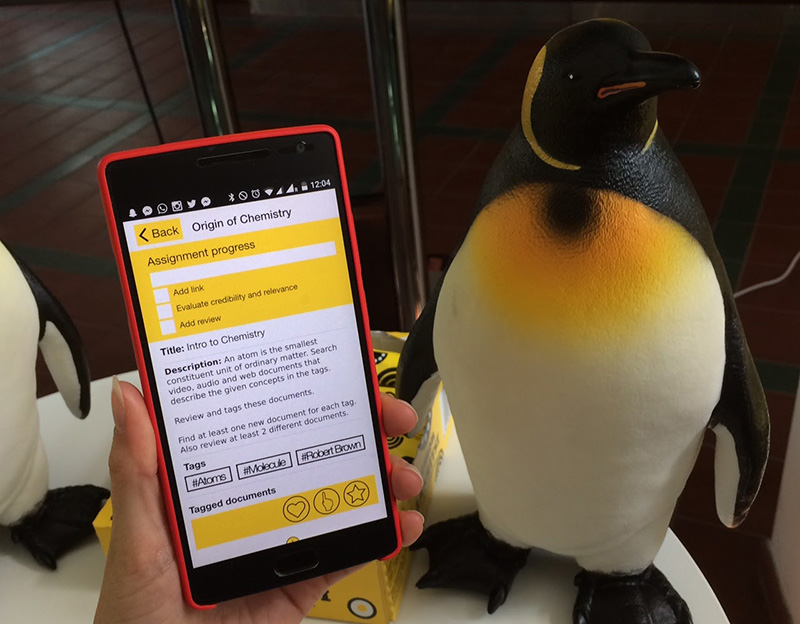 12:04
Back
Origin of Chemistry
Assignment progress
Add link
Evaluate credibility and relevance
Add review
Title: Intro to Chemistry
Description: An atom is the smallest
constituent unit of ordinary matter. Search
video, audio and web documents that
describe the given concepts in the tags.
Review and tags these documents.
Find at least one new document for each tag.
Also review at least 2 different documents.
Tags
#Atoms
#Molecule
#Robert Brown
Tagged documents